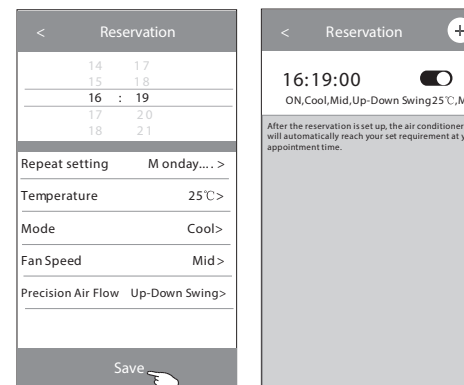 < Reservation
14 17
15 18
16 : 19
17 20
18 21
Repeat setting Monday.... >
Temperature 25℃>
Mode Cool>
Fan Speed Mid>
Precision Air Flow Up-Down Swing>
Save
< Reservation +
16:19:00
ON,Cool,Mid,Up-Down Swing25℃,M
After the reservation is set up, the air conditioner
will automatically reach your set requirement at y
appointment time.